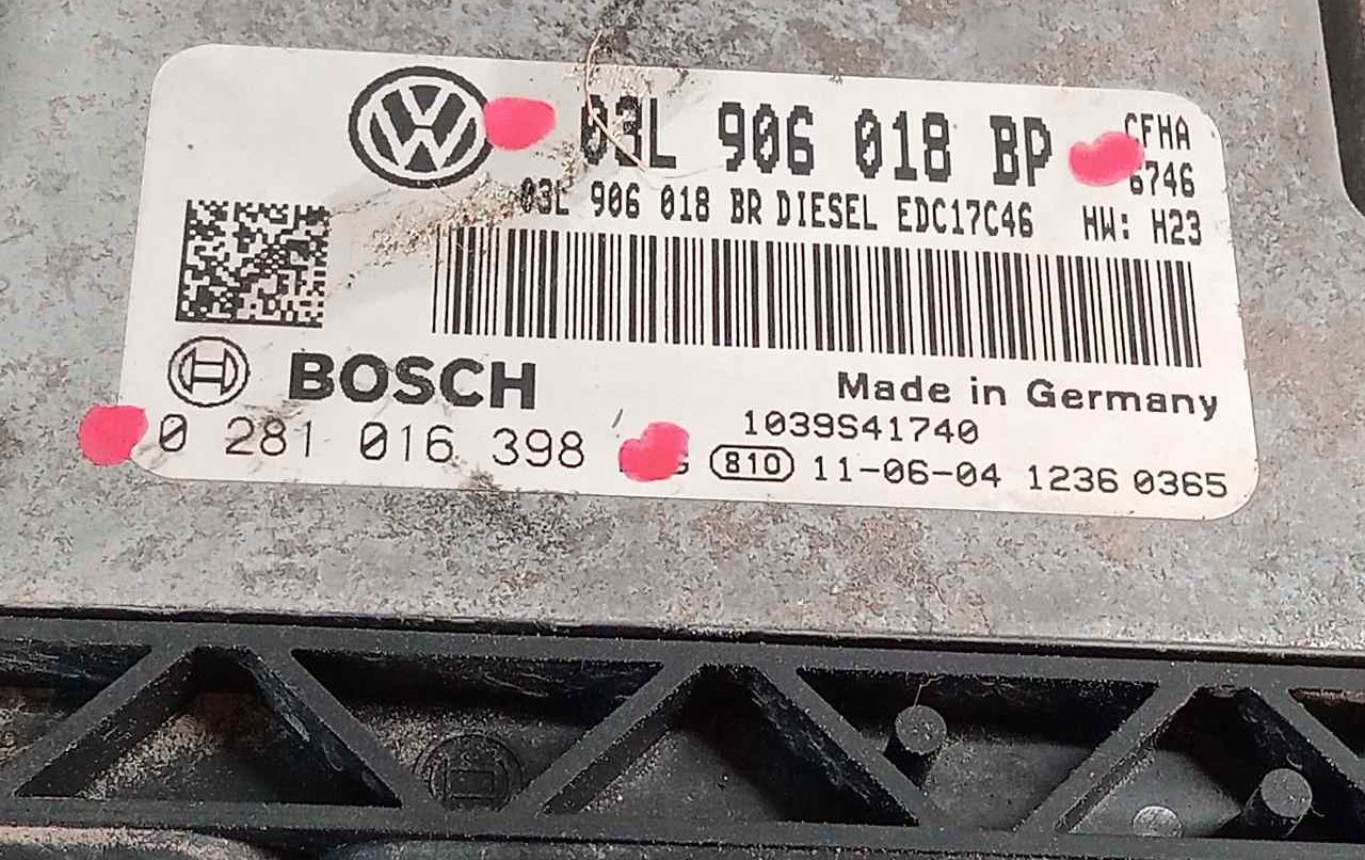 03L 906 018 BP
CFHA
6746
03L 906 018 BR DIESEL EDC17C46 HW: H23
BOSCH
Made in Germany
0 281 016 398
1039S41740
810 11-06-04 1236 0365